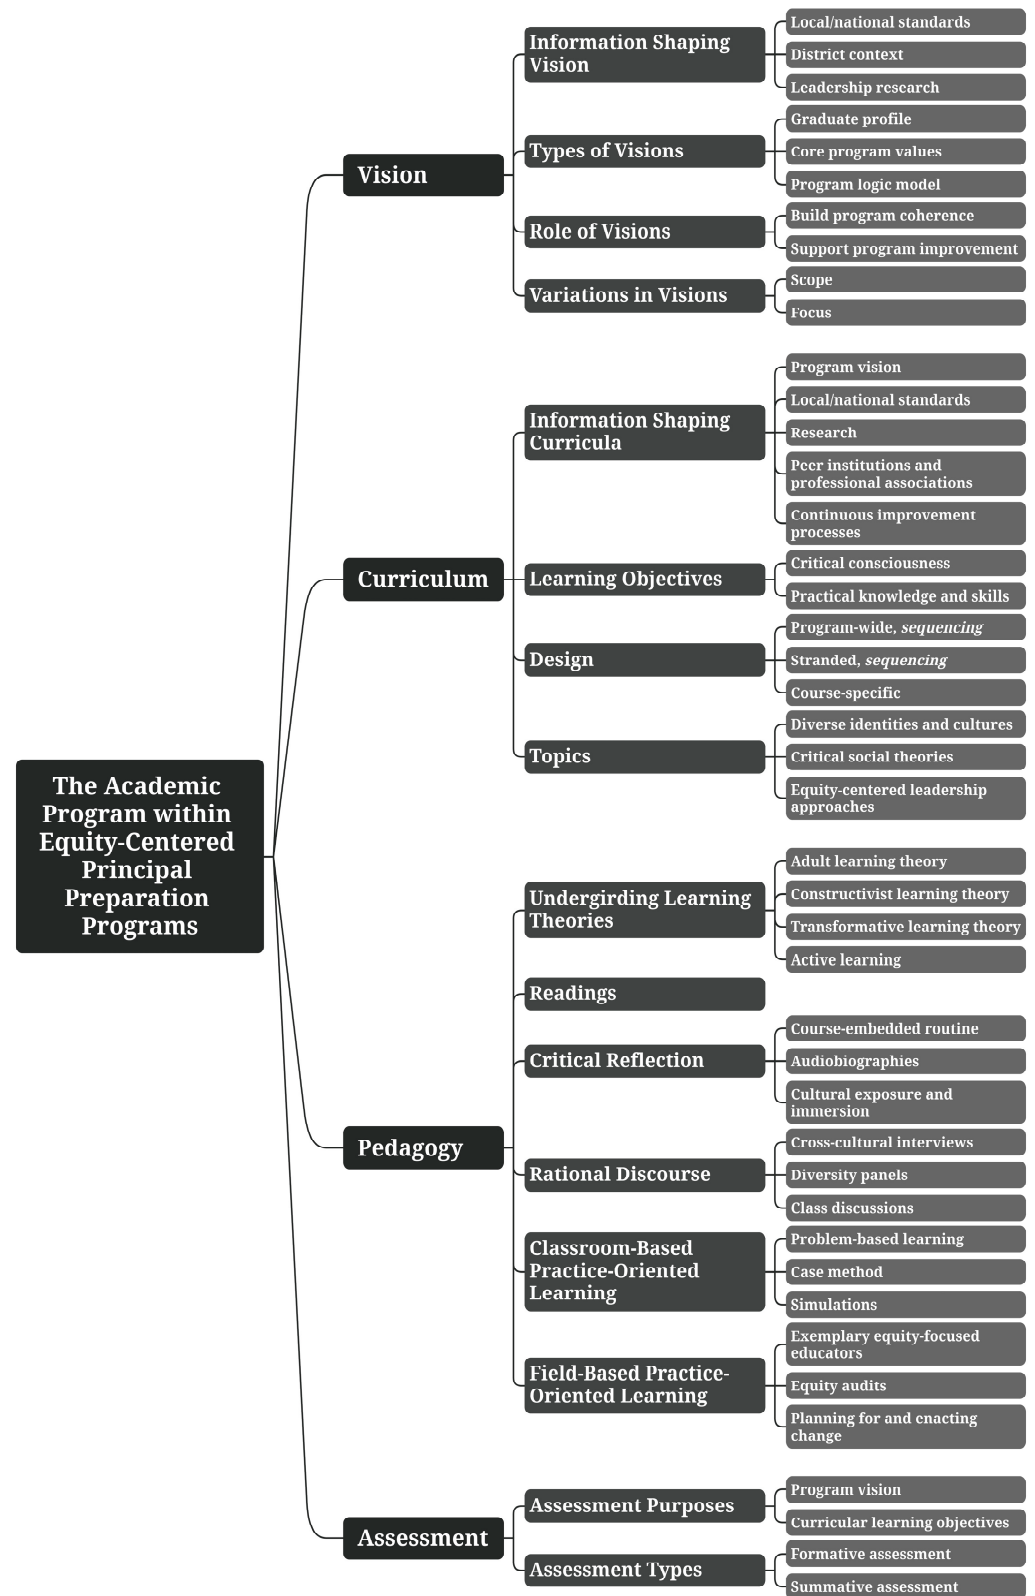 The Academic
Program within
Equity-Centered
Principal
Preparation
Programs
Vision
Information Shaping
Vision
Local/national standards
District context
Leadership research
Types of Visions
Graduate profile
Core program values
Program logic model
Role of Visions
Build program coherence
Support program improvement
Variations in Visions
Scope
Focus
Curriculum
Information Shaping
Curricula
Program vision
Local/national standards
Research
Peer institutions and
professional associations
Continuous improvement
processes
Learning Objectives
Critical consciousness
Practical knowledge and skills
Design
Program-wide, sequencing
Stranded, sequencing
Course-specific
Topics
Diverse identities and cultures
Critical social theories
Equity-centered leadership
approaches
Pedagogy
Undergirding Learning
Theories
Adult learning theory
Constructivist learning theory
Transformative learning theory
Active learning
Readings
Critical Reflection
Course-embedded routine
Audiobiographies
Cultural exposure and
immersion
Rational Discourse
Cross-cultural interviews
Diversity panels
Class discussions
Classroom-Based
Practice-Oriented
Learning
Problem-based learning
Case method
Simulations
Field-Based Practice-
Oriented Learning
Exemplary equity-focused
educators
Equity audits
Planning for and enacting
change
Assessment
Assessment Purposes
Program vision
Curricular learning objectives
Assessment Types
Formative assessment
Summative assessment